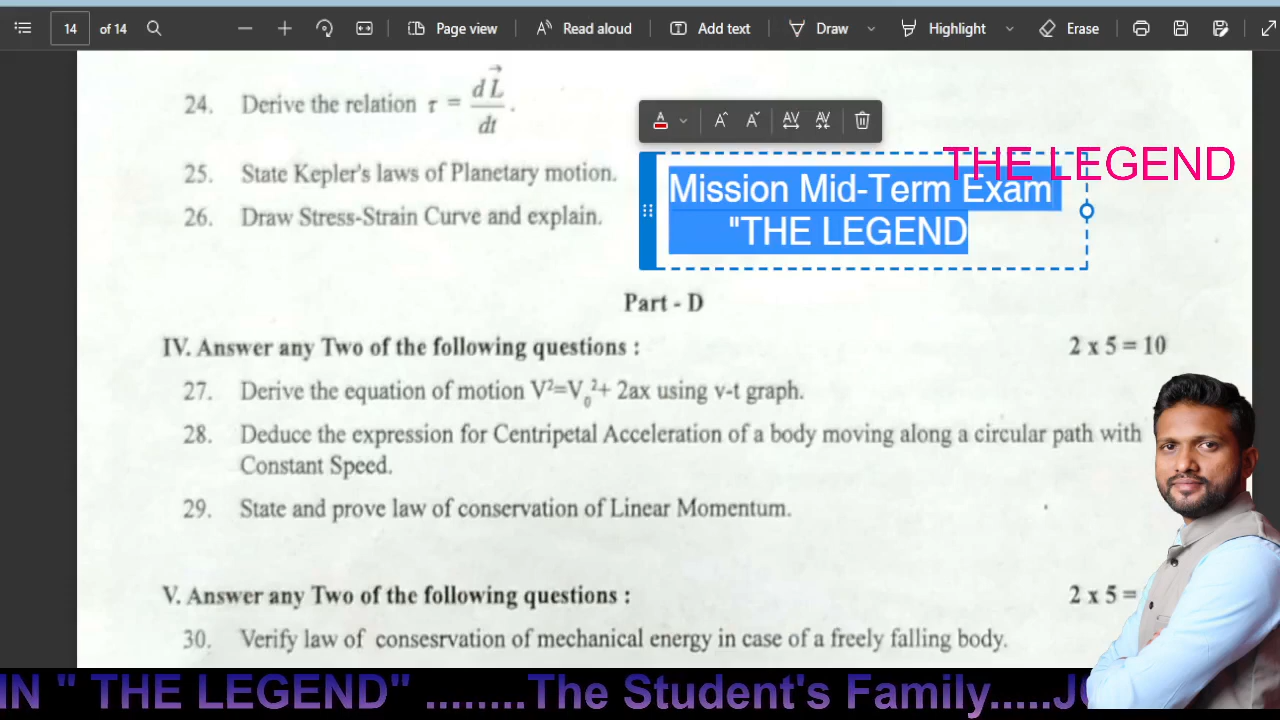 14 of 14 Page view Read aloud Add text Draw Highlight Erase
24. Derive the relation τ = dL⃗/dt .
25. State Kepler's laws of Planetary motion.
26. Draw Stress-Strain Curve and explain.
THE LEGEND
Mission Mid-Term Exam
"THE LEGEND
Part - D
IV. Answer any Two of the following questions : 2 x 5 = 10
27. Derive the equation of motion V²=V₀²+ 2ax using v-t graph.
28. Deduce the expression for Centripetal Acceleration of a body moving along a circular path with
Constant Speed.
29. State and prove law of conservation of Linear Momentum.
V. Answer any Two of the following questions : 2 x 5 =
30. Verify law of consesrvation of mechanical energy in case of a freely falling body.
IN " THE LEGEND" ........The Student's Family.....JO